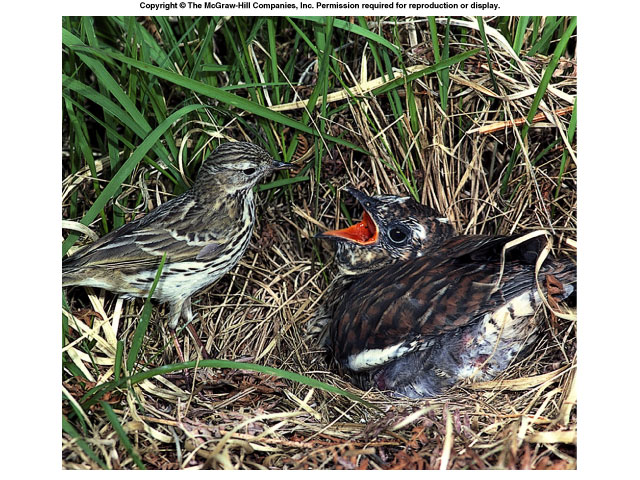 Copyright © The McGraw-Hill Companies, Inc. Permission required for reproduction or display.